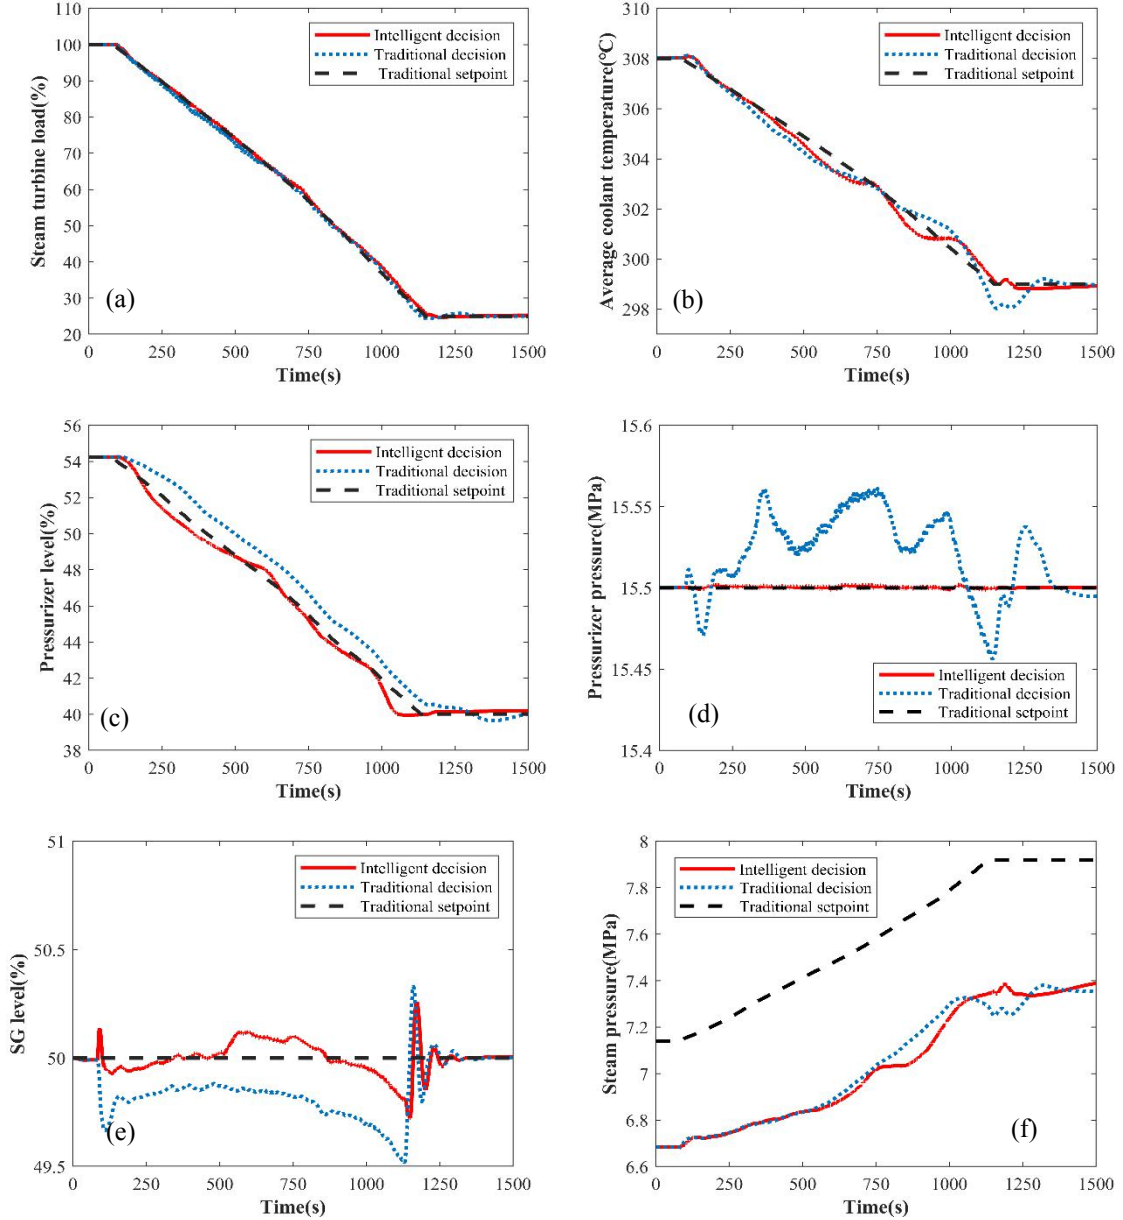 Steam turbine load(%)
100
90
80
70
60
50
40
30
20
0
250
500
750
1000
1250
1500
Time(s)
Intelligent decision
Traditional decision
Traditional setpoint
(a)
Average coolant temperature(°C)
308
306
304
302
300
298
0
250
500
750
1000
1250
1500
Time(s)
Intelligent decision
Traditional decision
Traditional setpoint
(b)
Pressurizer level(%)
56
54
52
50
48
46
44
42
40
38
0
250
500
750
1000
1250
1500
Time(s)
Intelligent decision
Traditional decision
Traditional setpoint
(c)
Pressurizer pressure(MPa)
15.6
15.55
15.5
15.45
15.4
0
250
500
750
1000
1250
1500
Time(s)
Intelligent decision
Traditional decision
Traditional setpoint
(d)
SG level(%)
51
50.5
50
49.5
0
250
500
750
1000
1250
1500
Time(s)
Intelligent decision
Traditional decision
Traditional setpoint
(e)
Steam pressure(MPa)
8
7.8
7.6
7.4
7.2
7
6.8
6.6
0
250
500
750
1000
1250
1500
Time(s)
Intelligent decision
Traditional decision
Traditional setpoint
(f)